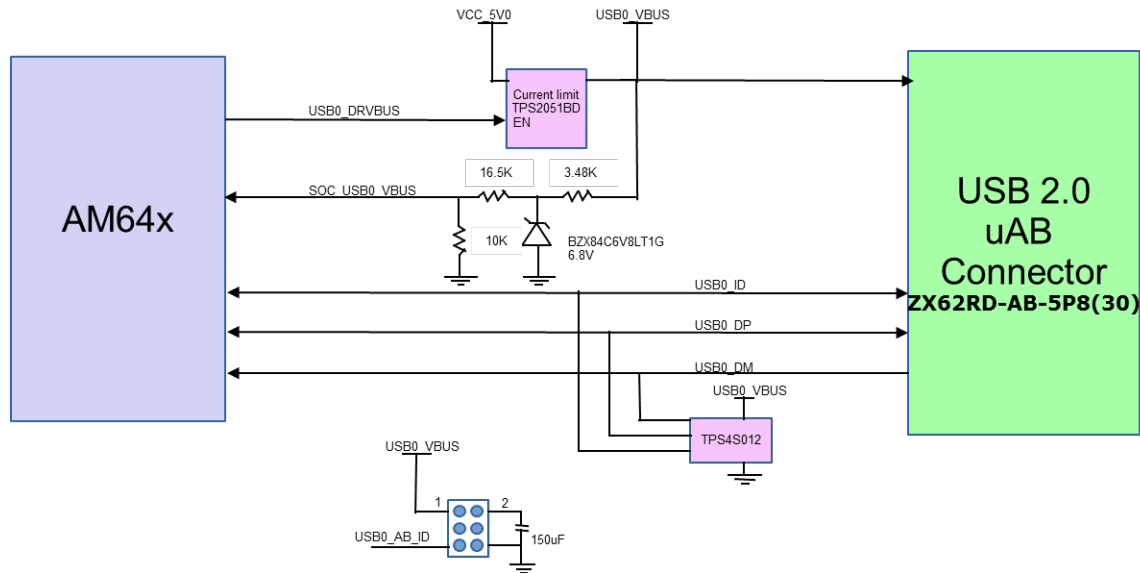 VCC_5V0
USB0_VBUS
Current limit
TPS2051BD
EN
USB0_DRVBUS
16.5K
3.48K
SOC_USB0_VBUS
AM64x
10K
BZX84C6V8LT1G
6.8V
USB 2.0
uAB
Connector
ZX62RD-AB-5P8(30)
USB0_ID
USB0_DP
USB0_DM
USB0_VBUS
TPS4S012
USB0_VBUS
1
2
USB0_AB_ID
150uF